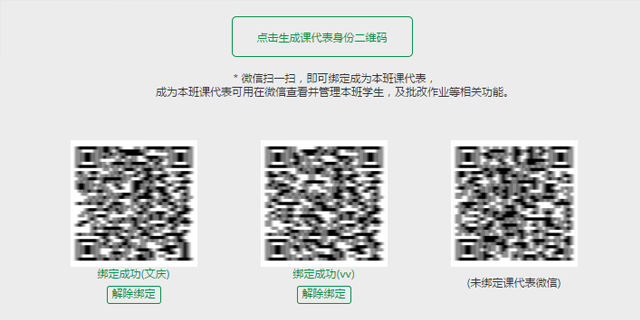 点击生成课代表身份二维码
* 微信扫一扫，即可绑定成为本班课代表，
成为本班课代表可用在微信查看并管理本班学生，及批改作业等相关功能。
绑定成功(文庆)
绑定成功(vv)
(未绑定课代表微信)
解除绑定
解除绑定